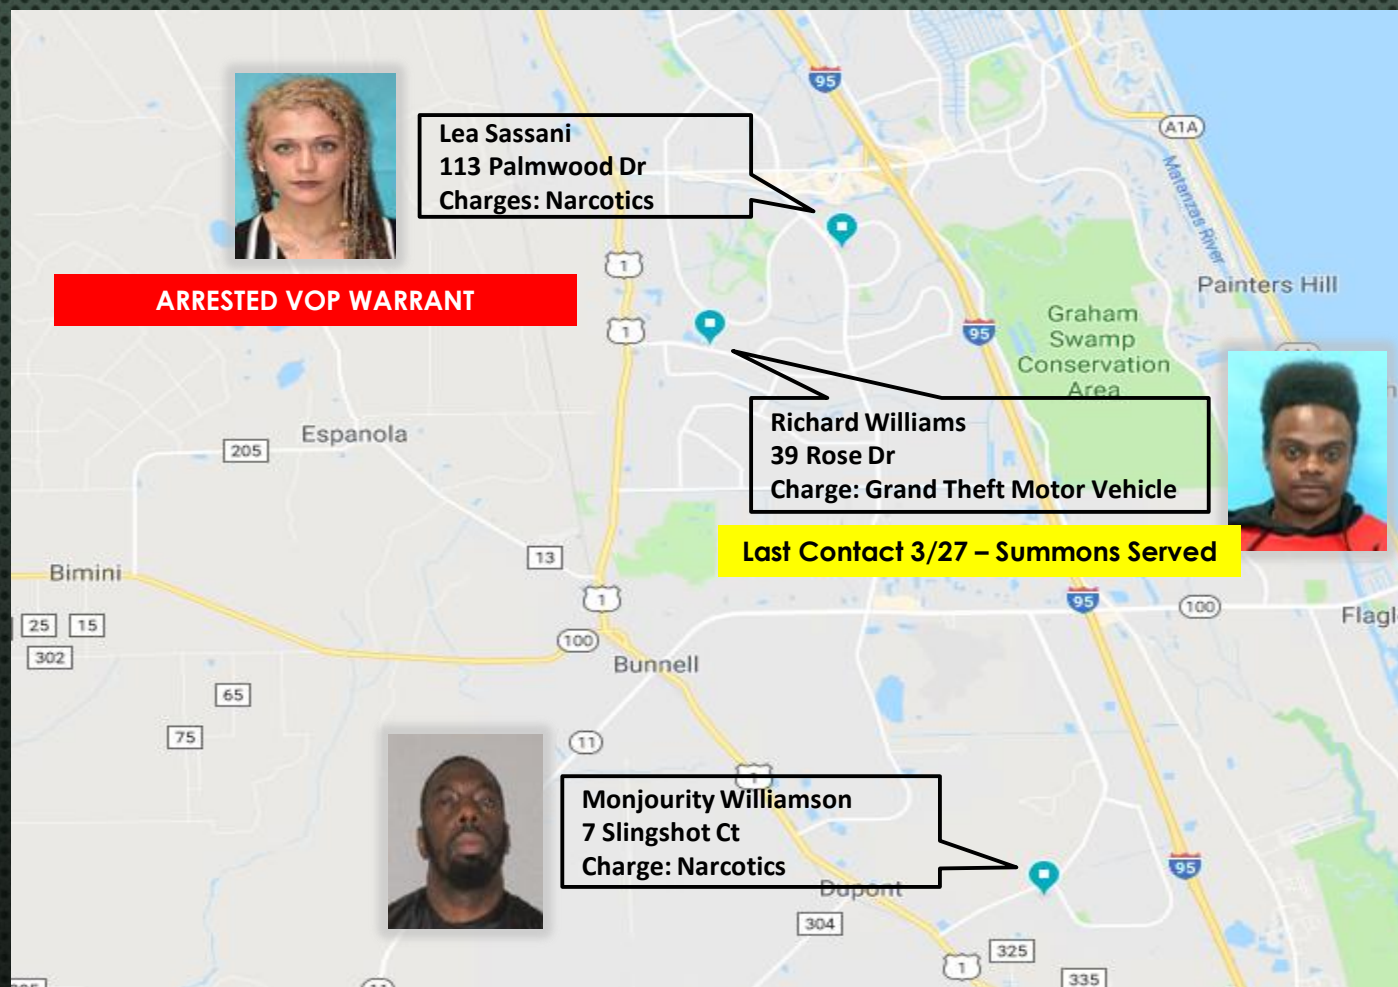 95
A1A
Matanzas River
Lea Sassani
113 Palmwood Dr
Charges: Narcotics
1
ARRESTED VOP WARRANT
Painters Hill
1
95
Graham
Swamp
Conservation
Area
Richard Williams
39 Rose Dr
Charge: Grand Theft Motor Vehicle
Espanola
205
Last Contact 3/27 – Summons Served
13
Bimini
1
95
100
Flagl
25
15
302
100
Bunnell
65
75
11
1
Monjourity Williamson
7 Slingshot Ct
Charge: Narcotics
95
Dupont
304
325
1
335